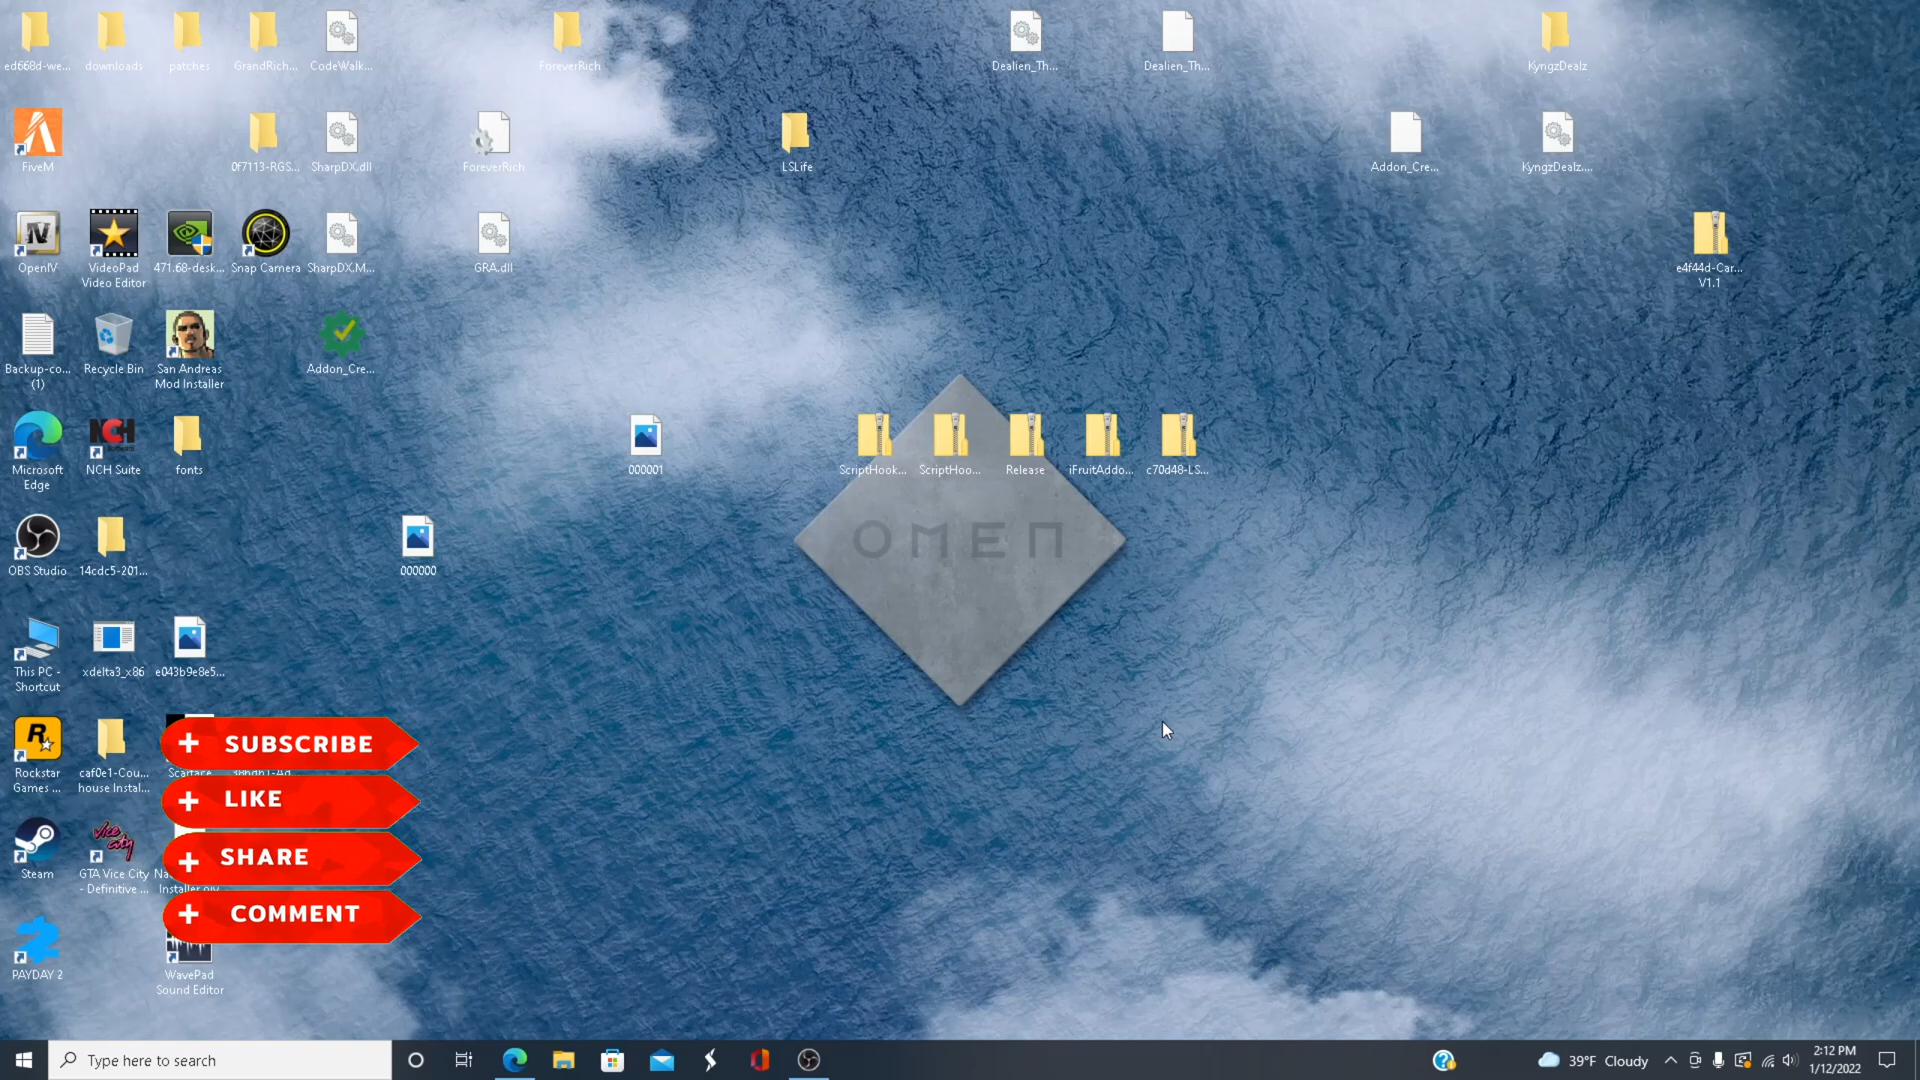 ed668d-we...
downloads
patches
GrandRich...
CodeWalk...
ForeverRich
Dealien_Th...
Dealien_Th...
KyngzDealz
FiveM
0f7113-RGS...
SharpDX.dll
ForeverRich
LSLife
Addon_Cre...
KyngzDealz....
OpenIV
VideoPad
Video Editor
471.68-desk...
Snap Camera
SharpDX.M...
GRA.dll
e4f44d-Car...
V1.1
Backup-co...
(1)
Recycle Bin
San Andreas
Mod Installer
Addon_Cre...
Microsoft
Edge
NCH
NCH Suite
fonts
000001
ScriptHook...
ScriptHoo...
Release
iFruitAddo...
c70d48-LS...
OMEN
OBS Studio
14cdc5-201...
000000
This PC -
Shortcut
xdelta3_x86
e043b9e8e5...
Rockstar
Games ...
caf0e1-Cou...
house Instal...
Scarface
+ SUBSCRIBE
+ LIKE
+ SHARE
+ COMMENT
Steam
vice city
GTA Vice City
- Definitive ...
Installer.oiv
PAYDAY 2
WavePad
Sound Editor
Type here to search
39°F Cloudy
2:12 PM
1/12/2022